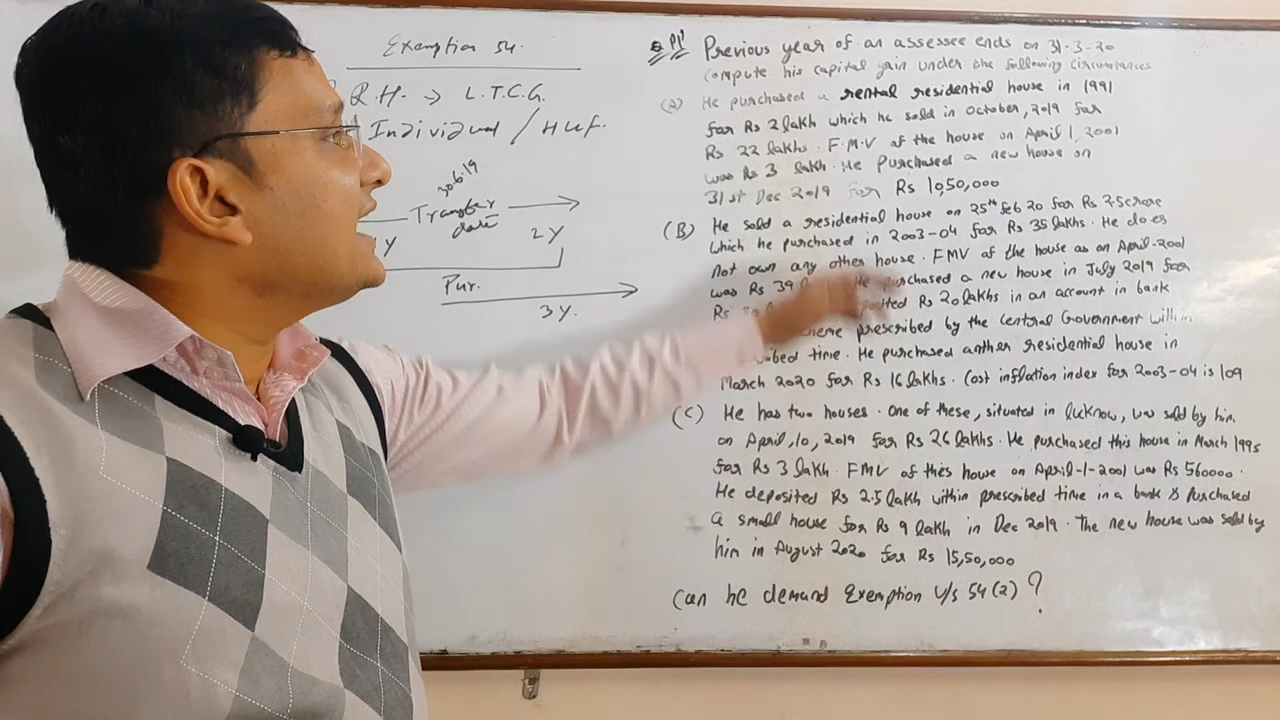 Exemption 54.
R.H. → L.T.C.G.
Individual / HUF.
Transfer
date
1Y
2Y
Pur.
3Y.
Previous year of an assessee ends on 31-3-20
Compute his capital gain under the following circumstances
(A) He purchased a rental residential house in 1991
for Rs 2 lakh which he sold in October, 2019 for
Rs 22 lakhs. F.M.V of the house on April 1, 2001
was Rs 3 lakh. He Purchased a new house on
31st Dec 2019 for Rs 10,50,000
(B) He sold a residential house on 25th feb 20 for Rs
which he purchased in 2003-04 for Rs 35 lakhs. He does
not own any other house. FMV of the house as on April-2001
was Rs 39 purchased a new house in July 2019 for
Rs Rs 20 lakhs in an account in bank
prescribed by the Central Government within
time. He purchased anther residential house in
March 2020 for Rs 16 lakhs. Cost inflation index for 2003-04 is 109
(C) He has two houses. One of these, situated in lucknow, was sold by him
on April, 10, 2019 for Rs 26 lakhs. He purchased this house in March 1995
for Rs 3 lakh. FMV of this house on April-1-2001 was Rs 560000.
He deposited Rs 2.5 lakh within prescribed time in a bank & purchased
a small house for Rs 9 lakh in Dec 2019. The new house was sold by
him in August 2020 for Rs 15,50,000
Can he demand Exemption U/s 54(2)?